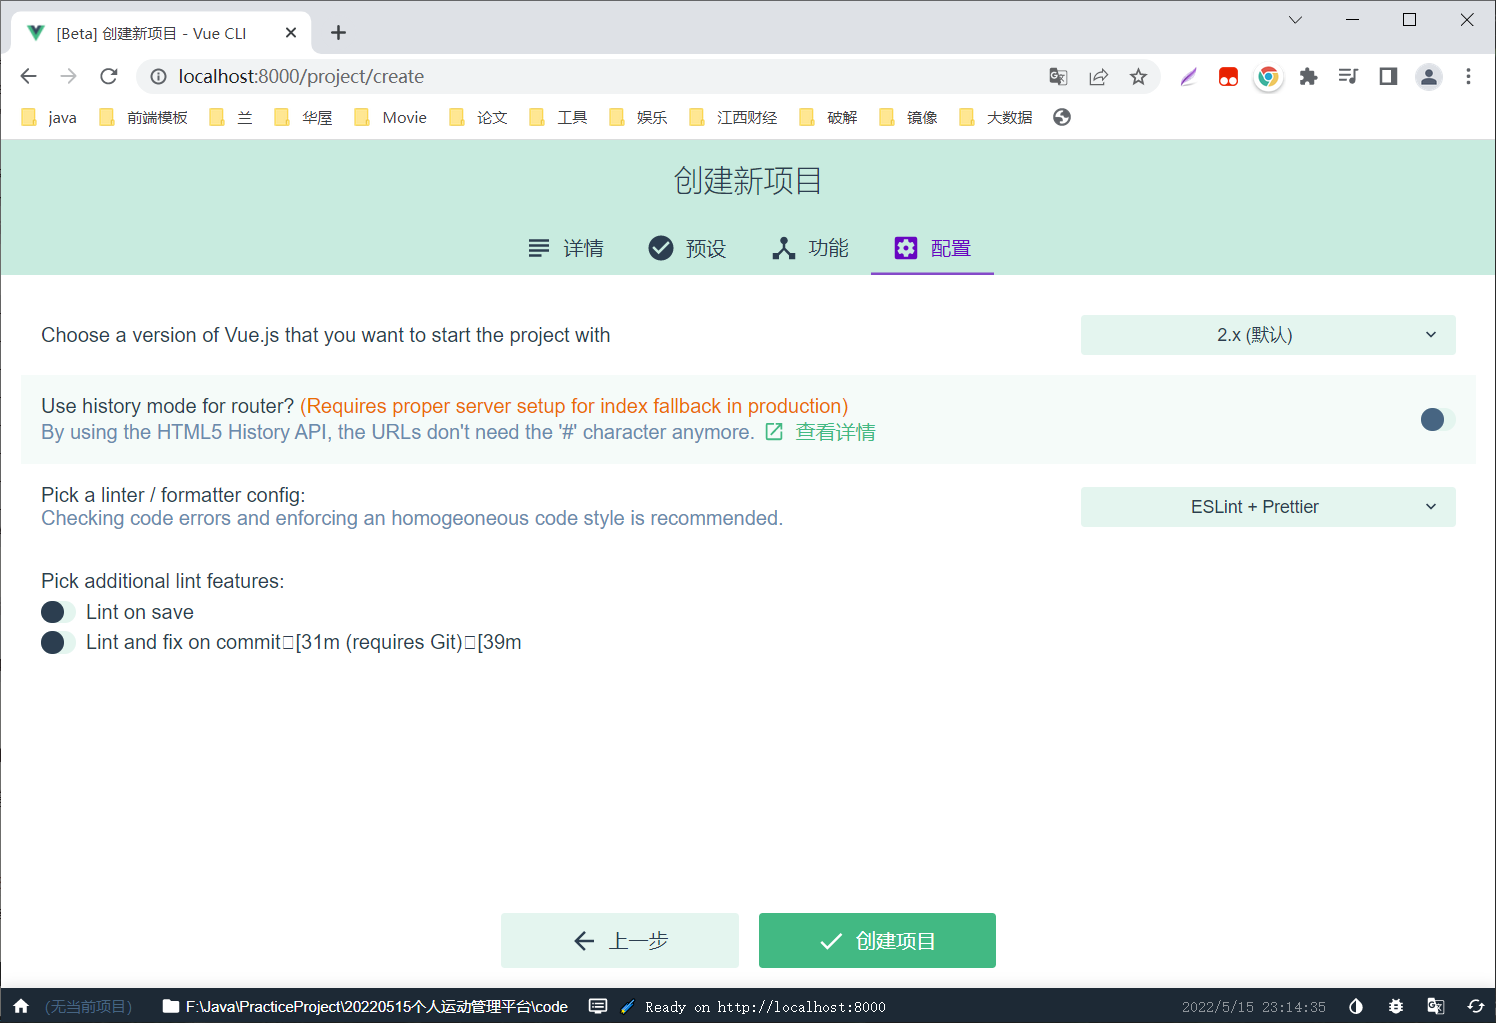 [Beta] 创建新项目 - Vue CLI
localhost:8000/project/create
java 前端模板 兰 华屋 Movie 论文 工具 娱乐 江西财经 破解 镜像 大数据
创建新项目
详情 预设 功能 配置
Choose a version of Vue.js that you want to start the project with
2.x (默认)
Use history mode for router? (Requires proper server setup for index fallback in production)
By using the HTML5 History API, the URLs don't need the '#' character anymore. 查看详情
Pick a linter / formatter config:
Checking code errors and enforcing an homogeoneous code style is recommended.
ESLint + Prettier
Pick additional lint features:
Lint on save
Lint and fix on commit□[31m (requires Git)□[39m
上一步 创建项目
(无当前项目) F:\Java\PracticeProject\20220515个人运动管理平台\code Ready on http://localhost:8000 2022/5/15 23:14:35